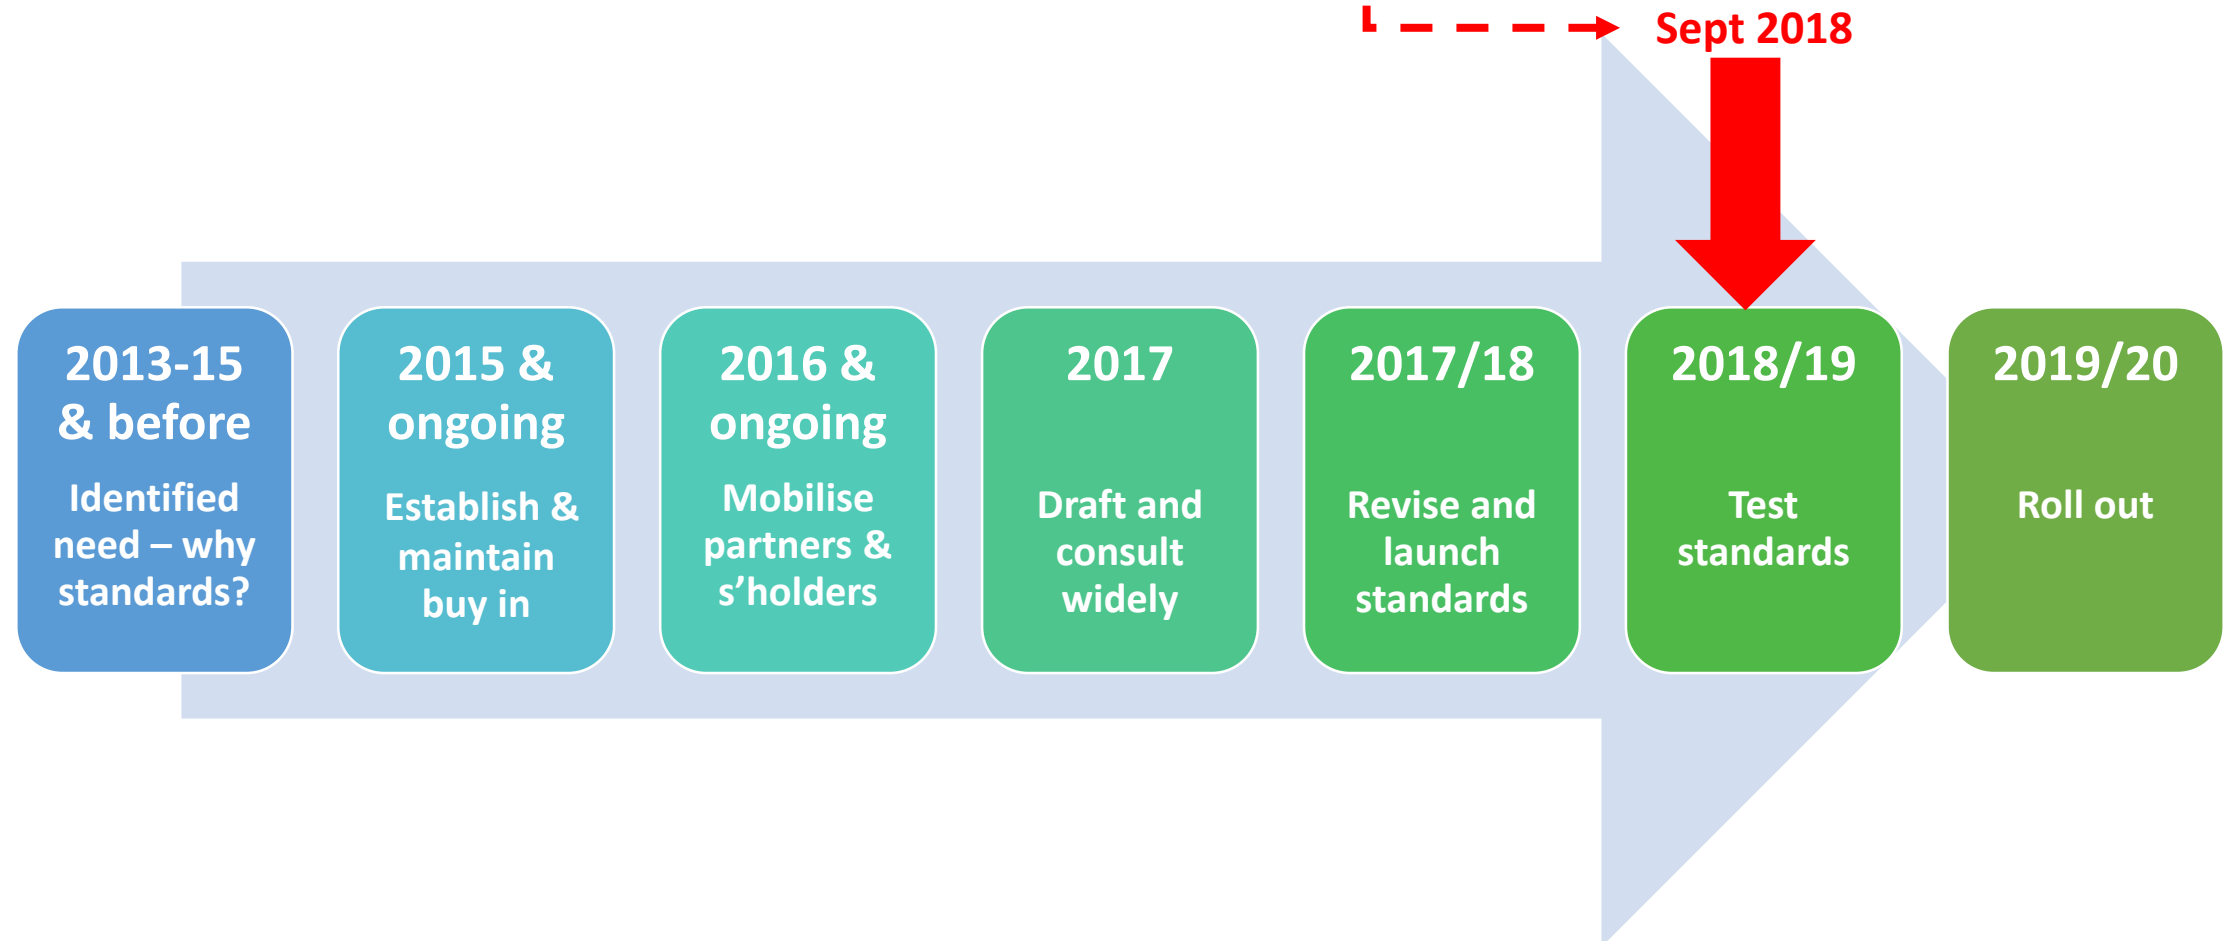 Sept 2018
2013-15
& before
Identified
need – why
standards?
2015 &
ongoing
Establish &
maintain
buy in
2016 &
ongoing
Mobilise
partners &
s’holders
2017
Draft and
consult
widely
2017/18
Revise and
launch
standards
2018/19
Test
standards
2019/20
Roll out